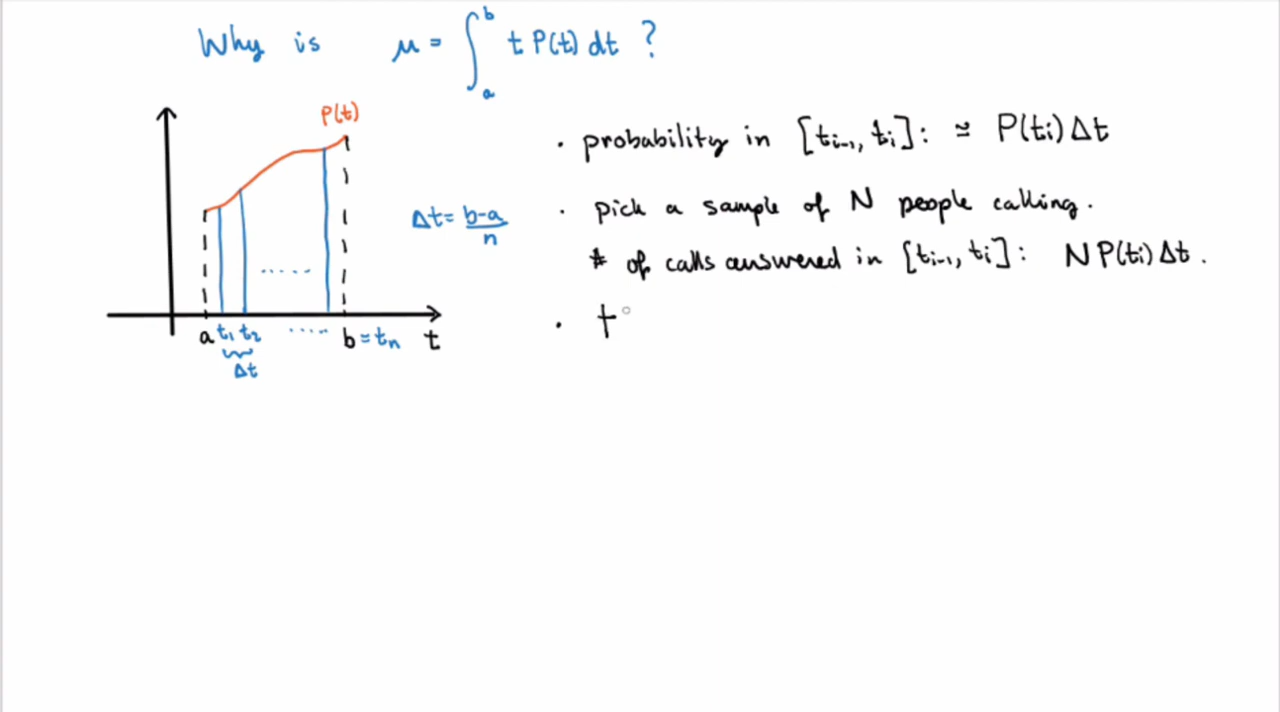 Why is μ = ∫_a^b t P(t) dt ?
P(t)
· probability in [tᵢ₋₁, tᵢ]: ≃ P(tᵢ) Δt
Δt = b-a/n
· pick a sample of N people calling.
# of calls answered in [tᵢ₋₁, tᵢ]: N P(tᵢ) Δt.
· t
a t₁ t₂ ..... b = tₙ t
Δt